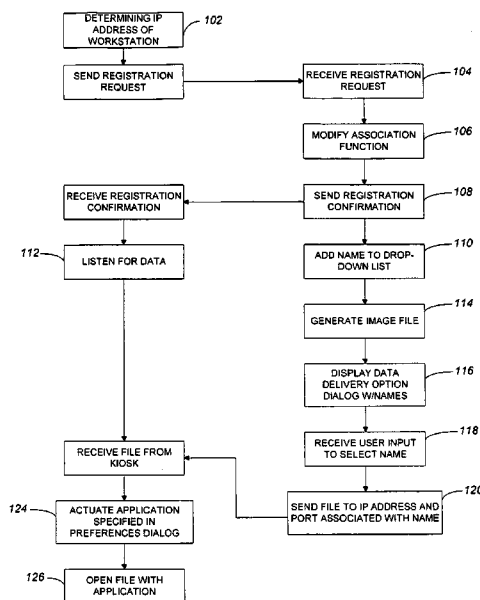 DETERMINING IP
ADDRESS OF
WORKSTATION
102
SEND REGISTRATION
REQUEST
RECEIVE REGISTRATION
REQUEST
104
MODIFY ASSOCIATION
FUNCTION
106
RECEIVE REGISTRATION
CONFIRMATION
SEND REGISTRATION
CONFIRMATION
108
112
LISTEN FOR DATA
ADD NAME TO DROP-
DOWN LIST
110
GENERATE IMAGE FILE
114
DISPLAY DATA
DELIVERY OPTION
DIALOG W/NAMES
116
RECEIVE USER INPUT
TO SELECT NAME
118
RECEIVE FILE FROM
KIOSK
SEND FILE TO IP ADDRESS AND
PORT ASSOCIATED WITH NAME
120
124
ACTUATE APPLICATION
SPECIFIED IN
PREFERENCES DIALOG
126
OPEN FILE WITH
APPLICATION